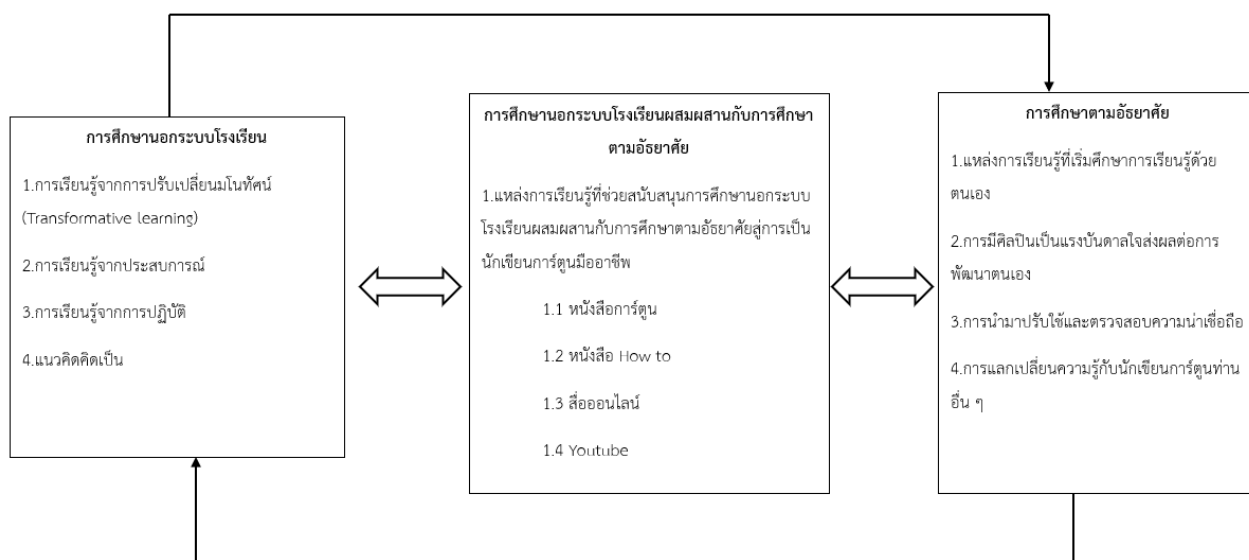 การศึกษานอกระบบโรงเรียน
1.การเรียนรู้จากการปรับเปลี่ยนมโนทัศน์
(Transformative learning)
2.การเรียนรู้จากประสบการณ์
3.การเรียนรู้จากการปฏิบัติ
4.แนวคิดคิดเป็น
การศึกษานอกระบบโรงเรียนผสมผสานกับการศึกษา
ตามอัธยาศัย
1.แหล่งการเรียนรู้ที่ช่วยสนับสนุนการศึกษานอกระบบ
โรงเรียนผสมผสานกับการศึกษาตามอัธยาศัยสู่การเป็น
นักเขียนการ์ตูนมืออาชีพ
1.1 หนังสือการ์ตูน
1.2 หนังสือ How to
1.3 สื่อออนไลน์
1.4 Youtube
การศึกษาตามอัธยาศัย
1.แหล่งการเรียนรู้ที่เริ่มศึกษาการเรียนรู้ด้วย
ตนเอง
2.การมีศิลปินเป็นแรงบันดาลใจส่งผลต่อการ
พัฒนาตนเอง
3.การนำมาปรับใช้และตรวจสอบความน่าเชื่อถือ
4.การแลกเปลี่ยนความรู้กับนักเขียนการ์ตูนท่าน
อื่น ๆ